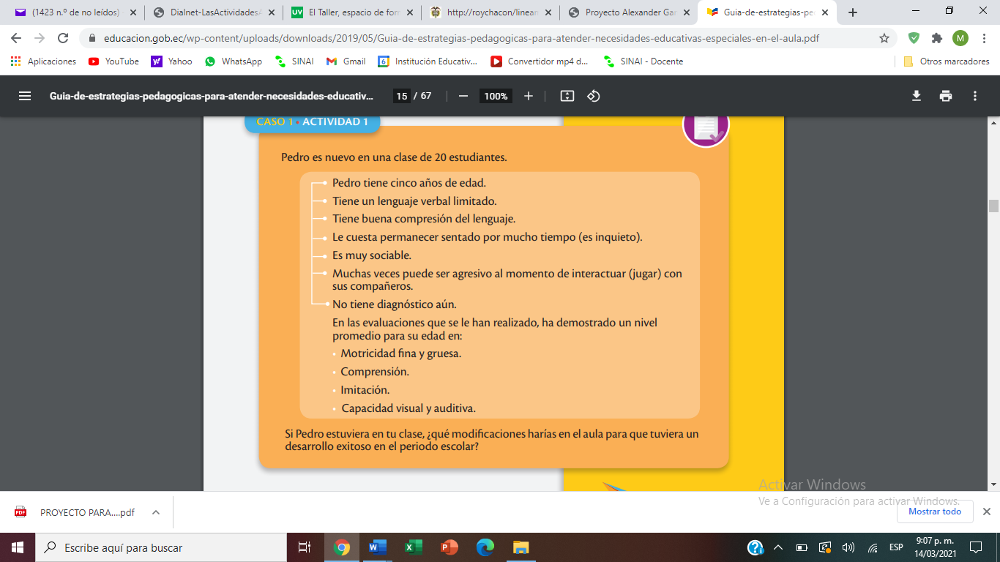 (1423 n.º de no leídos)
Dialnet-LasActividades
El Taller, espacio de for
http://roychacon/linean
Proyecto Alexander Gar
Guia-de-estrategias-pe
educacion.gob.ec/wp-content/uploads/downloads/2019/05/Guia-de-estrategias-pedagogicas-para-atender-necesidades-educativas-especiales-en-el-aula.pdf
M
Aplicaciones
YouTube
Yahoo
WhatsApp
SINAI
Gmail
Institución Educativ...
Convertidor mp4 d...
SINAI - Docente
Otros marcadores
Guia-de-estrategias-pedagogicas-para-atender-necesidades-educativ...
15 / 67
100%
CASO 1 • ACTIVIDAD 1
Pedro es nuevo en una clase de 20 estudiantes.
Pedro tiene cinco años de edad.
Tiene un lenguaje verbal limitado.
Tiene buena compresión del lenguaje.
Le cuesta permanecer sentado por mucho tiempo (es inquieto).
Es muy sociable.
Muchas veces puede ser agresivo al momento de interactuar (jugar) con
sus compañeros.
No tiene diagnóstico aún.
En las evaluaciones que se le han realizado, ha demostrado un nivel
promedio para su edad en:
• Motricidad fina y gruesa.
• Comprensión.
• Imitación.
• Capacidad visual y auditiva.
Si Pedro estuviera en tu clase, ¿qué modificaciones harías en el aula para que tuviera un
desarrollo exitoso en el periodo escolar?
Activar Windows
Ve a Configuración para activar Windows.
PROYECTO PARA....pdf
Mostrar todo
Escribe aquí para buscar
ESP
9:07 p. m.
14/03/2021